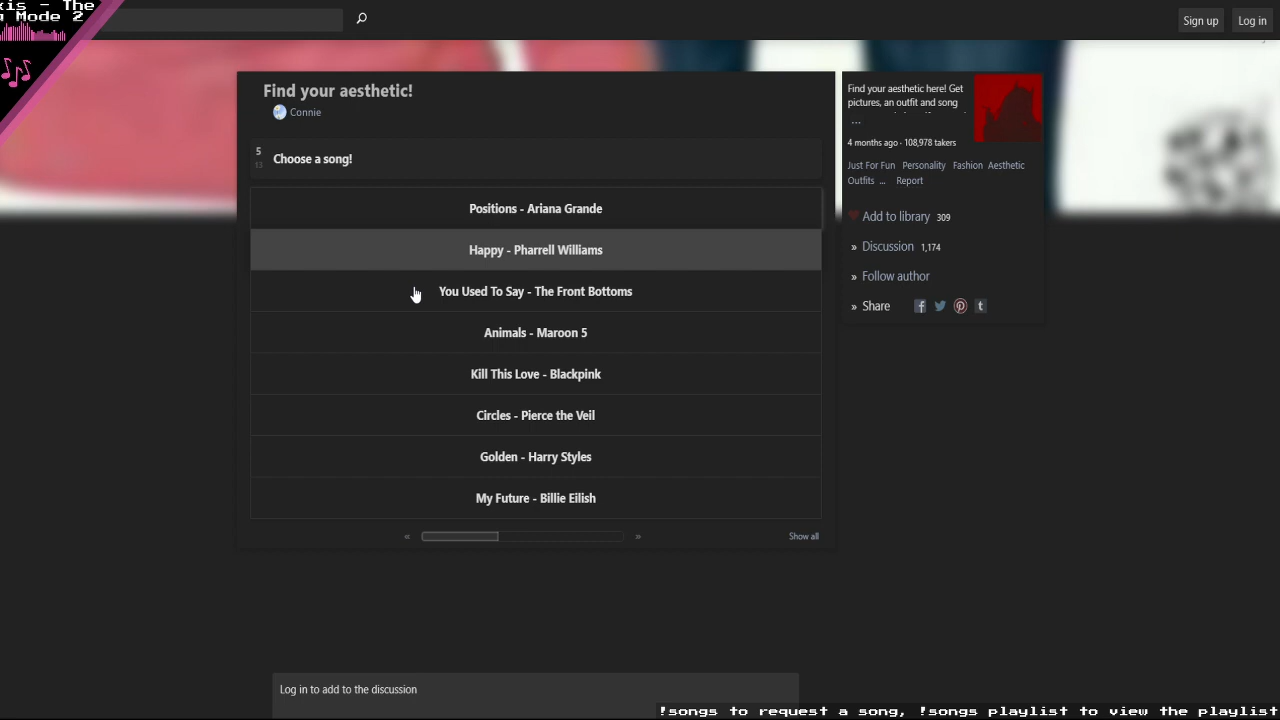 xis - The
g Mode 2
Sign up
Log in
Find your aesthetic!
Connie
5
13
Choose a song!
Positions - Ariana Grande
Happy - Pharrell Williams
You Used To Say - The Front Bottoms
Animals - Maroon 5
Kill This Love - Blackpink
Circles - Pierce the Veil
Golden - Harry Styles
My Future - Billie Eilish
« »
Show all
Find your aesthetic here! Get
pictures, an outfit and song
...
4 months ago · 108,978 takers
Just For Fun Personality Fashion Aesthetic
Outfits ... Report
Add to library 309
» Discussion 1,174
» Follow author
» Share
Log in to add to the discussion
!songs to request a song, !songs playlist to view the playlist